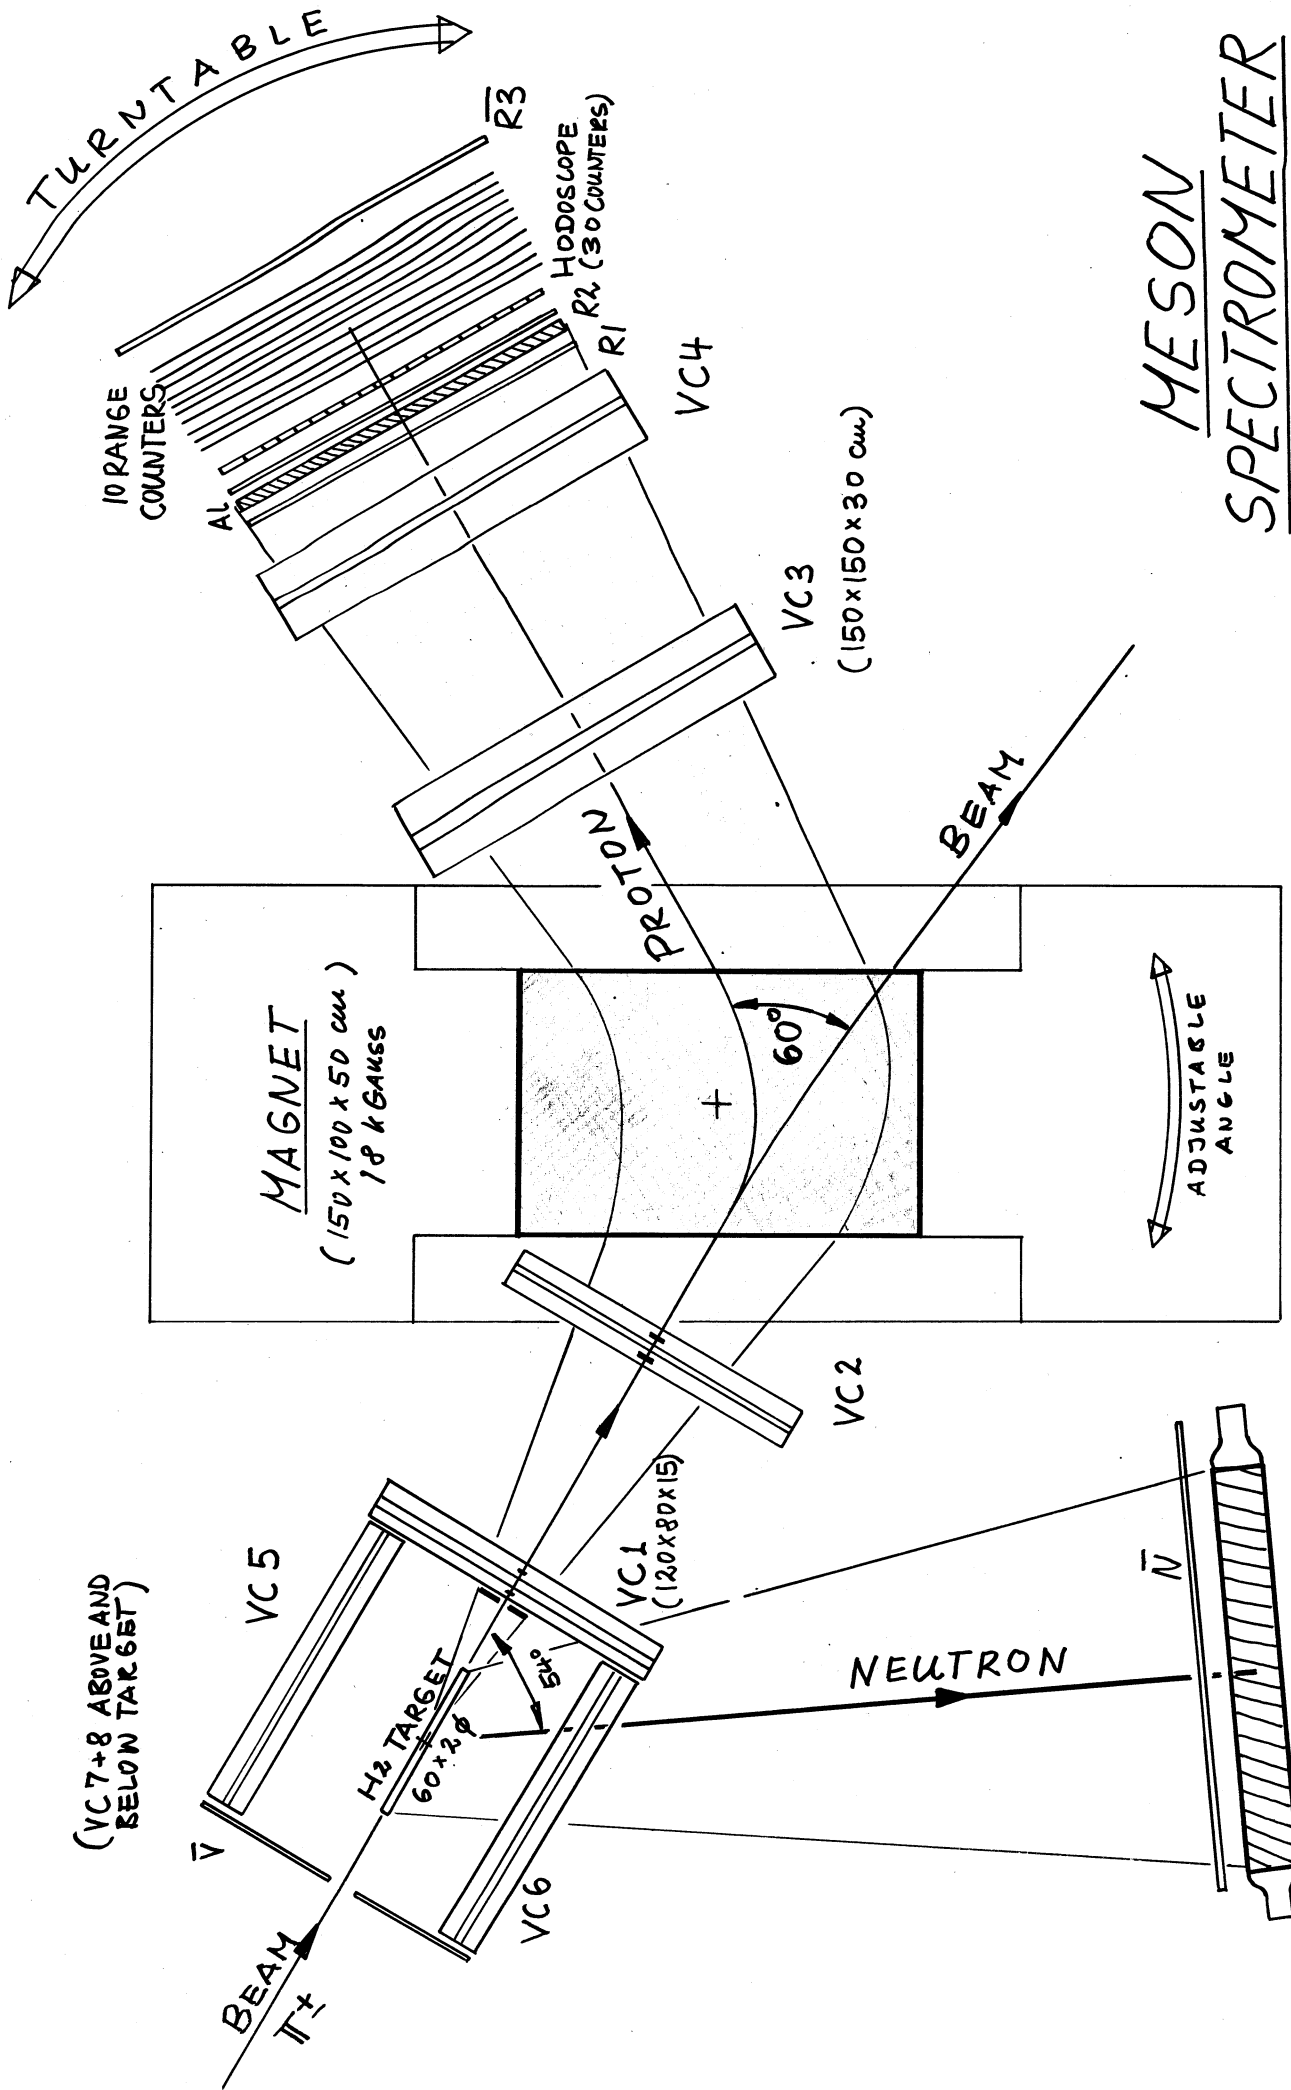 TURNTABLE
R̅3̅
HODOSCOPE
(30 COUNTERS)
R2
R1
10 RANGE
COUNTERS
Al
VC4
VC3
(150×150×30 cm)
MESON
SPECTROMETER
MAGNET
(150×100×50 cm)
18 kGAUSS
PROTON
60°
BEAM
ADJUSTABLE
ANGLE
VC2
VC1
(120×80×15)
VC5
(VC7+8 ABOVE AND
BELOW TARGET)
V̅
H2 TARGET
60×2φ
54°
VC6
NEUTRON
N̅
BEAM
π±